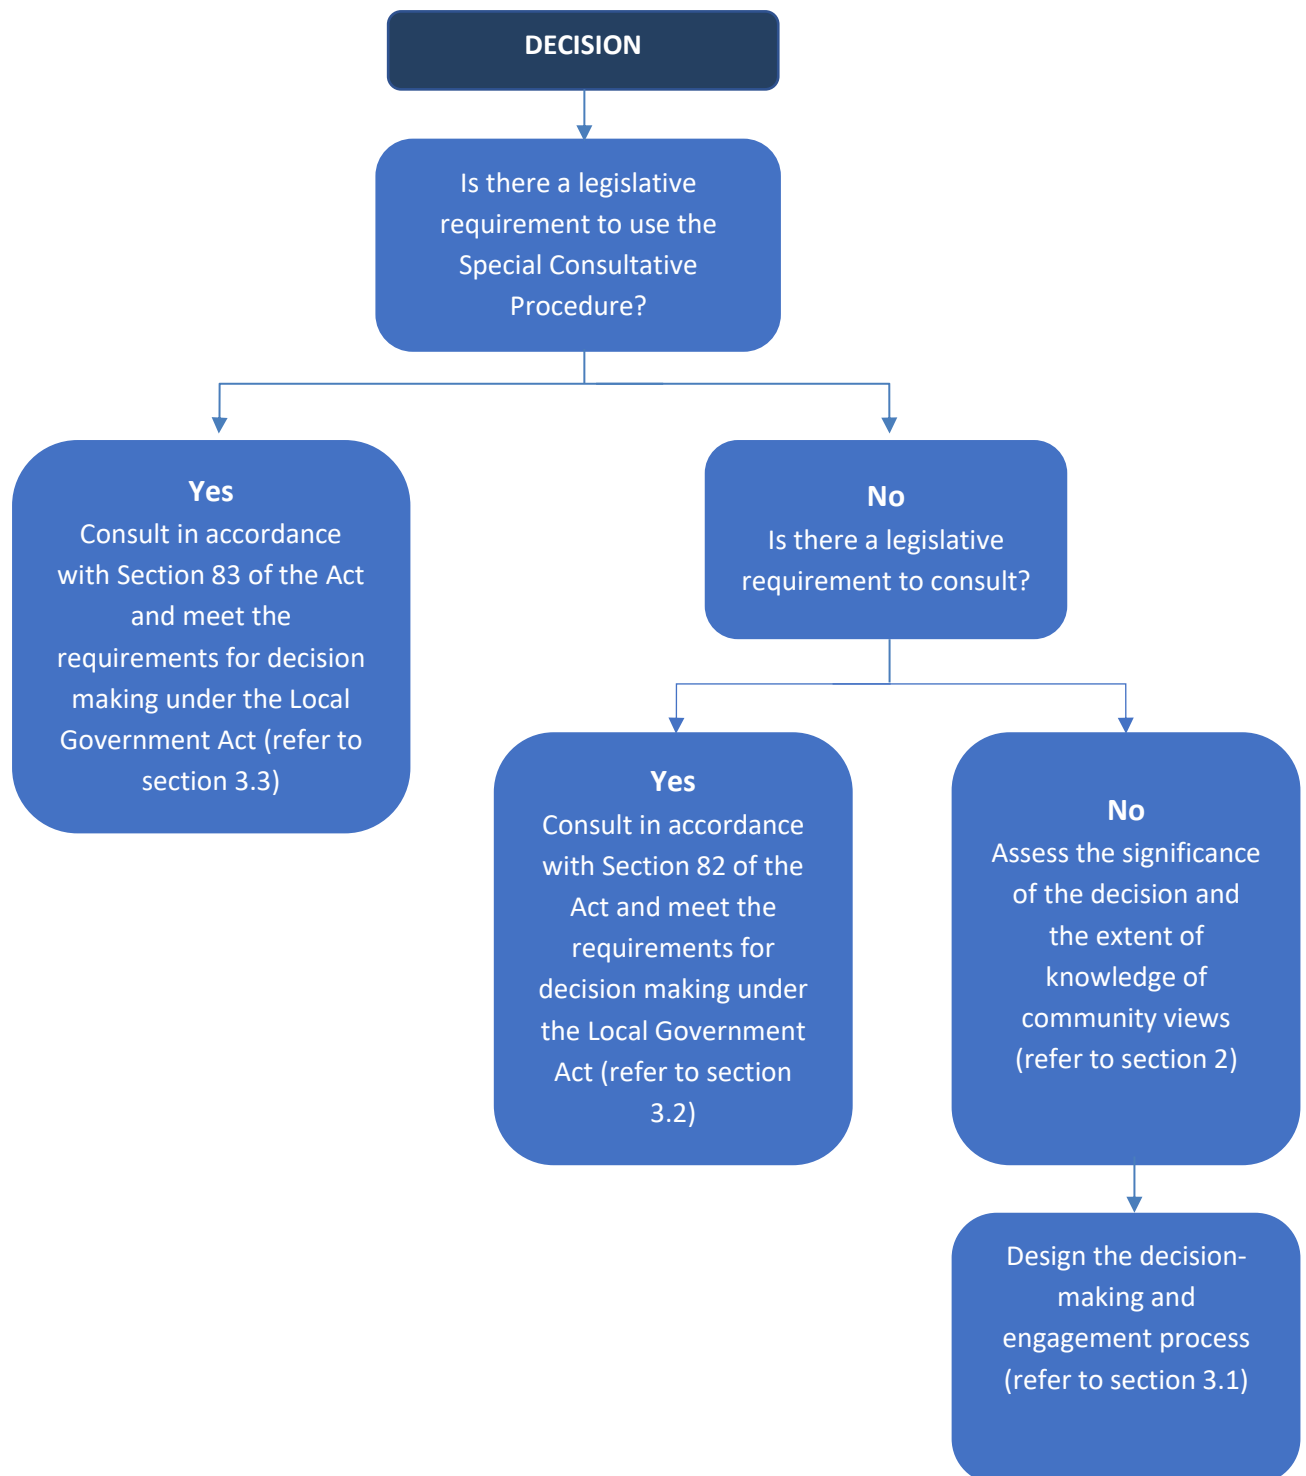 DECISION
Is there a legislative
requirement to use the
Special Consultative
Procedure?
Yes
Consult in accordance
with Section 83 of the Act
and meet the
requirements for decision
making under the Local
Government Act (refer to
section 3.3)
No
Is there a legislative
requirement to consult?
Yes
Consult in accordance
with Section 82 of the
Act and meet the
requirements for
decision making under
the Local Government
Act (refer to section
3.2)
No
Assess the significance
of the decision and
the extent of
knowledge of
community views
(refer to section 2)
Design the decision-
making and
engagement process
(refer to section 3.1)